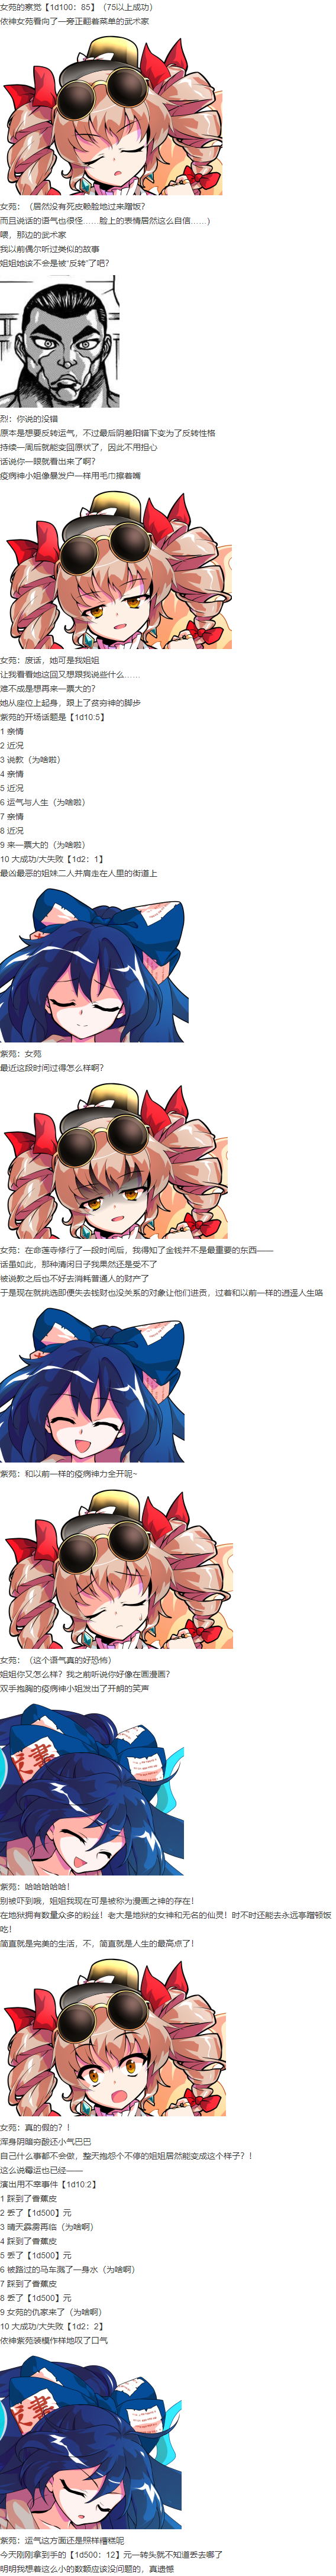 女苑的察觉【1d100：85】（75以上成功）
依神女苑看向了一旁正翻着菜单的武术家
女苑：（居然没有死皮赖脸地过来蹭饭？
而且说话的语气也很怪……脸上的表情居然这么自信……）
喂，那边的武术家
我以前偶尔听过类似的故事
姐姐她该不会是被“反转”了吧？
烈：你说的没错
原本是想要反转运气，不过最后阴差阳错下变为了反转性格
持续一周后就能变回原状了，因此不用担心
话说你一眼就看出来了啊？
疫病神小姐像暴发户一样用毛巾擦着嘴
女苑：废话，她可是我姐姐
让我看看她这回又想跟我说些什么……
难不成是想再来一票大的？
她从座位上起身，跟上了贫穷神的脚步
紫苑的开场话题是【1d10:5】
1 亲情
2 近况
3 说教（为啥啦）
4 亲情
5 近况
6 运气与人生（为啥啦）
7 亲情
8 近况
9 来一票大的（为啥啦）
10 大成功/大失败【1d2：1】
最凶最恶的姐妹二人并肩走在人里的街道上
紫苑：女苑
最近这段时间过得怎么样啊？
女苑：在命莲寺修行了一段时间后，我得知了金钱并不是最重要的东西——
话虽如此，那种清闲日子我果然还是受不了
被说教之后也不好去消耗普通人的财产了
于是现在就挑选即便失去钱财也没关系的对象让他们进贡，过着和以前一样的逍遥人生咯
紫苑：和以前一样的疫病神力全开呢~
女苑：（这个语气真的好恐怖）
姐姐你又怎么样？我之前听说你好像在画漫画？
双手抱胸的疫病神小姐发出了开朗的笑声
紫苑：哈哈哈哈哈！
别被吓到哦，姐姐我现在可是被称为漫画之神的存在！
在地狱拥有数量众多的粉丝！老大是地狱的女神和无名的仙灵！时不时还能去永远亭蹭顿饭吃！
简直就是完美的生活，不，简直就是人生的最高点了！
女苑：真的假的？！
浑身阴暗穷酸还小气巴巴
自己什么事都不会做，整天抱怨个不停的姐姐居然能变成这个样子？！
这么说霉运也已经——
演出用不幸事件【1d10:2】
1 踩到了香蕉皮
2 丢了【1d500】元
3 晴天霹雳再临（为啥啊）
4 踩到了香蕉皮
5 丢了【1d500】元
6 被路过的马车溅了一身水（为啥啊）
7 踩到了香蕉皮
8 丢了【1d500】元
9 女苑的仇家来了（为啥啊）
10 大成功/大失败【1d2：2】
依神紫苑装模作样地叹了口气
紫苑：运气这方面还是照样糟糕呢
今天刚刚拿到手的【1d500：12】元一转头就不知道丢去哪了
明明我想着这么小的数额应该没问题的，真遗憾